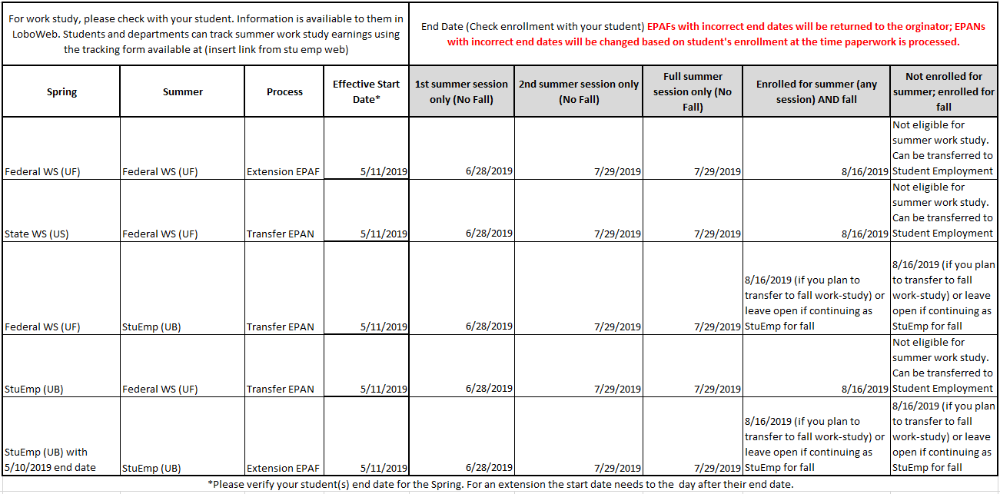 For work study, please check with your student. Information is availiable to them in
LoboWeb. Students and departments can track summer work study earnings using
the tracking form available at (insert link from stu emp web)
End Date (Check enrollment with your student) EPAFs with incorrect end dates will be returned to the orginator; EPANs
with incorrect end dates will be changed based on student's enrollment at the time paperwork is processed.
Spring
Summer
Process
Effective Start
Date*
1st summer session
only (No Fall)
2nd summer session only
(No Fall)
Full summer
session only (No
Fall)
Enrolled for summer (any
session) AND fall
Not enrolled for
summer; enrolled for
fall
Federal WS (UF)
Federal WS (UF)
Extension EPAF
5/11/2019
6/28/2019
7/29/2019
7/29/2019
8/16/2019
Not eligible for
summer work study.
Can be transferred to
Student Employment
State WS (US)
Federal WS (UF)
Transfer EPAN
5/11/2019
6/28/2019
7/29/2019
7/29/2019
8/16/2019
Not eligible for
summer work study.
Can be transferred to
Student Employment
Federal WS (UF)
StuEmp (UB)
Transfer EPAN
5/11/2019
6/28/2019
7/29/2019
7/29/2019
8/16/2019 (if you plan to
transfer to fall work-study) or
leave open if continuing as
StuEmp for fall
8/16/2019 (if you plan
to transfer to fall
work-study) or leave
open if continuing as
StuEmp for fall
StuEmp (UB)
Federal WS (UF)
Transfer EPAN
5/11/2019
6/28/2019
7/29/2019
7/29/2019
8/16/2019
Not eligible for
summer work study.
Can be transferred to
Student Employment
StuEmp (UB) with
5/10/2019 end date
StuEmp (UB)
Extension EPAF
5/11/2019
6/28/2019
7/29/2019
7/29/2019
8/16/2019 (if you plan to
transfer to fall work-study) or
leave open if continuing as
StuEmp for fall
8/16/2019 (if you plan
to transfer to fall
work-study) or leave
open if continuing as
StuEmp for fall
*Please verify your student(s) end date for the Spring. For an extension the start date needs to the day after their end date.